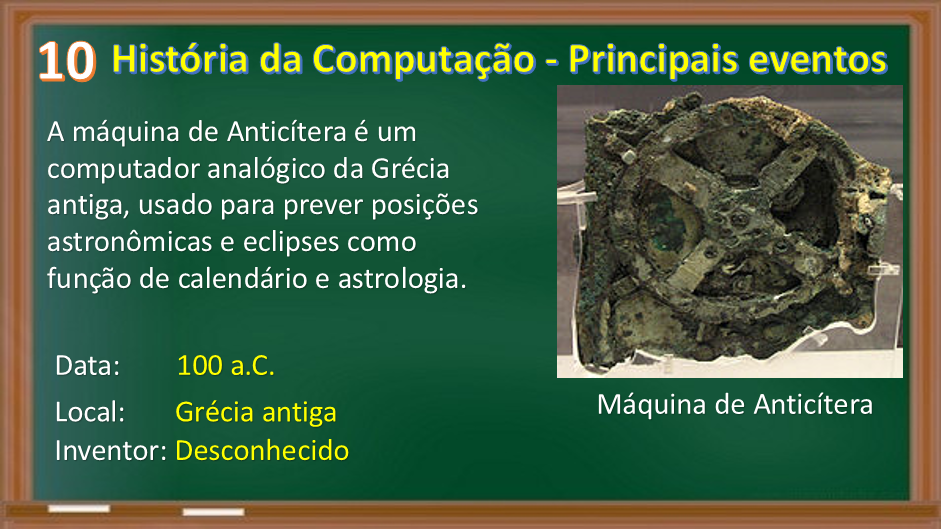 10 História da Computação - Principais eventos
A máquina de Anticítera é um
computador analógico da Grécia
antiga, usado para prever posições
astronômicas e eclipses como
função de calendário e astrologia.
Data: 100 a.C.
Local: Grécia antiga
Inventor: Desconhecido
Máquina de Anticítera